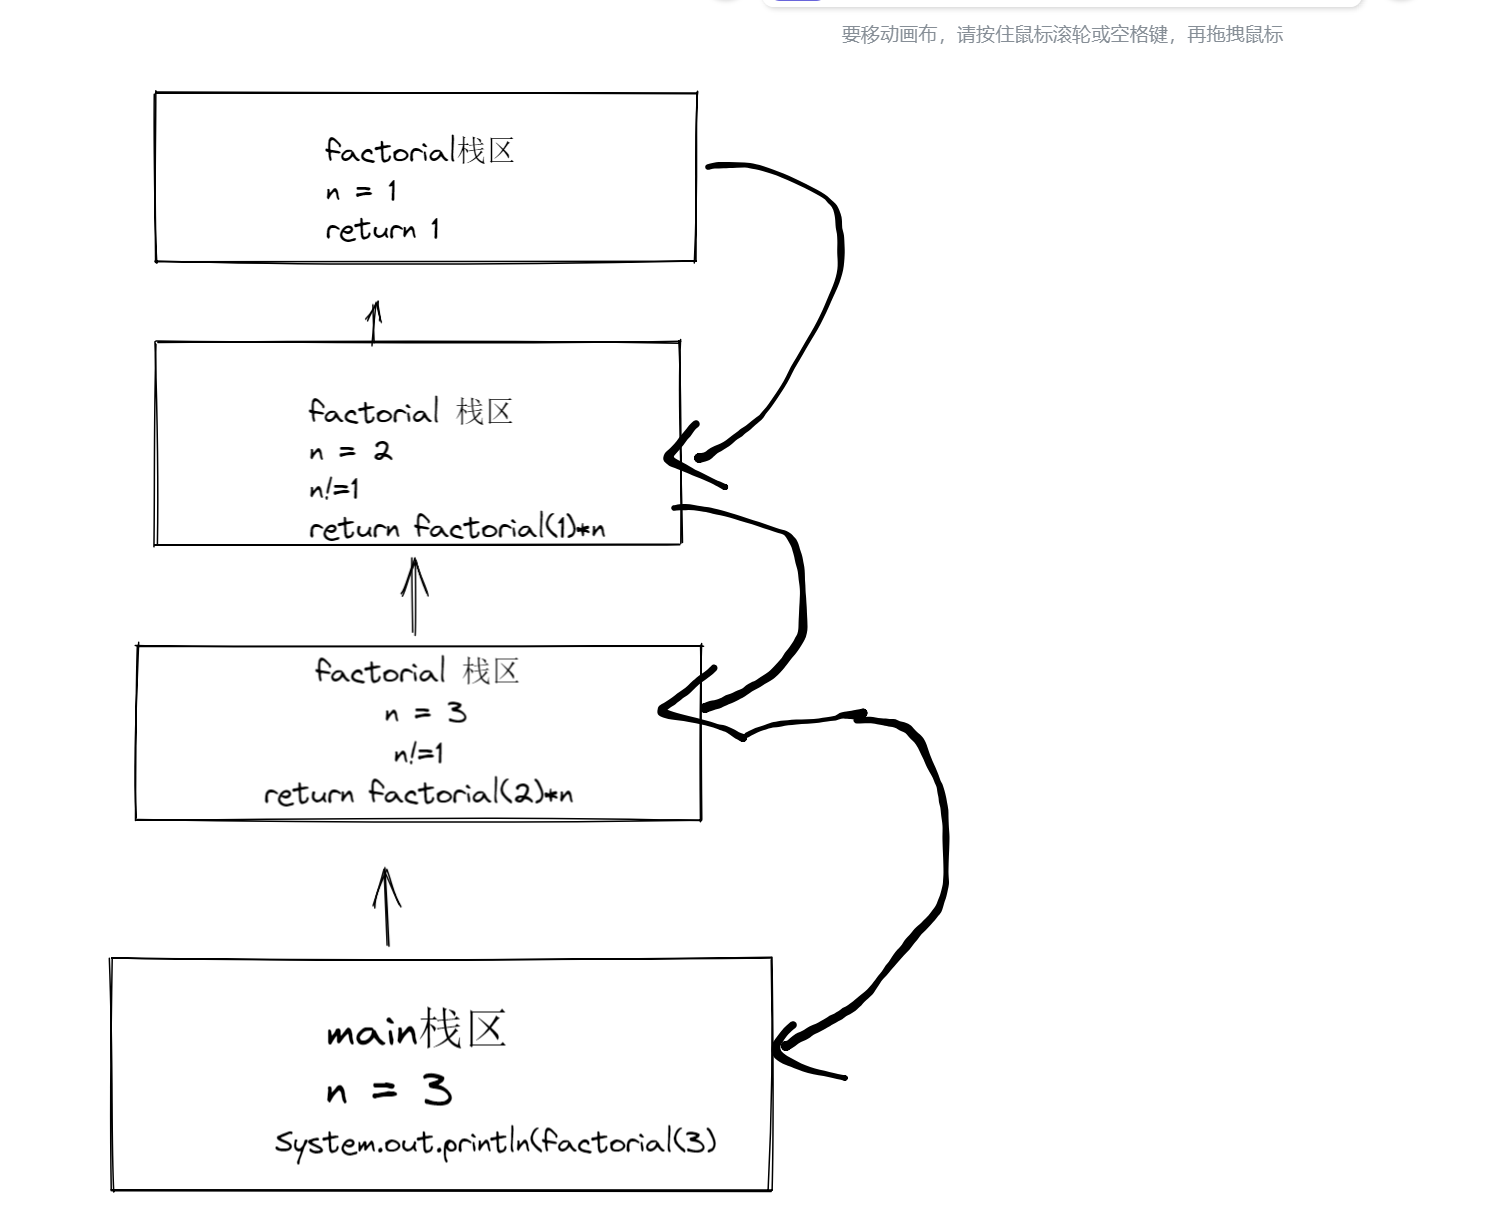 要移动画布，请按住鼠标滚轮或空格键，再拖拽鼠标
factorial栈区
n = 1
return 1
factorial 栈区
n = 2
n!=1
return factorial(1)*n
factorial 栈区
n = 3
n!=1
return factorial(2)*n
main栈区
n = 3
System.out.println(factorial(3)